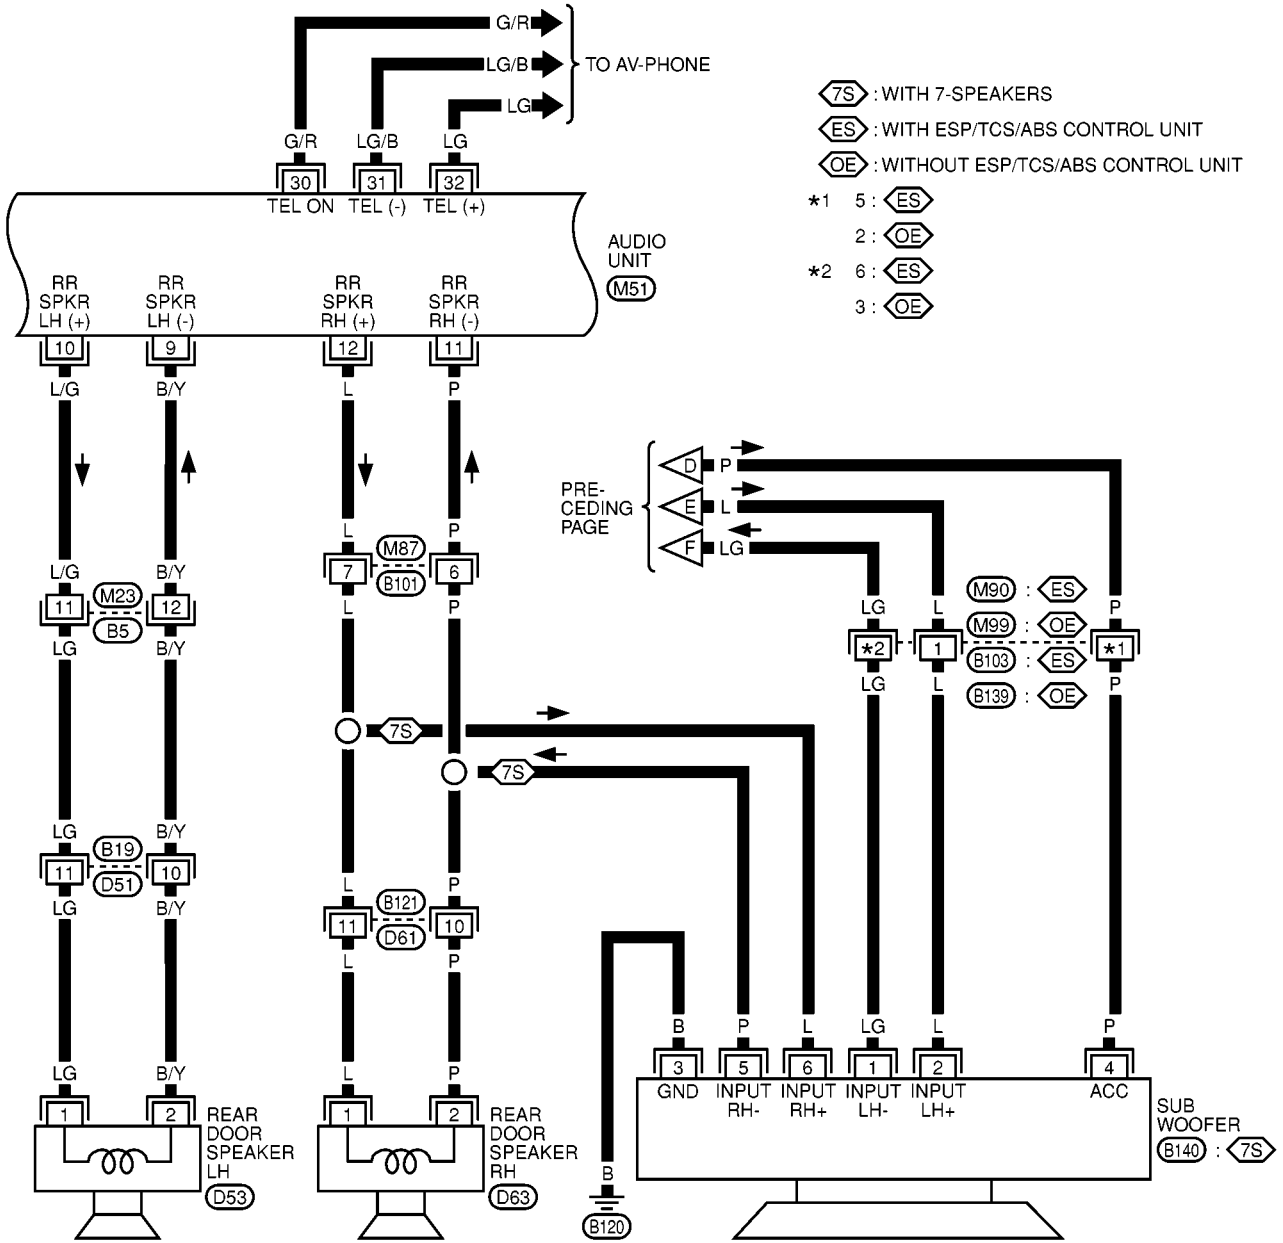 G/R
LG/B
LG
TO AV-PHONE
G/R LG/B LG
30 31 32
TEL ON TEL (-) TEL (+)
7S : WITH 7-SPEAKERS
ES : WITH ESP/TCS/ABS CONTROL UNIT
OE : WITHOUT ESP/TCS/ABS CONTROL UNIT
*1 5 : ES
2 : OE
*2 6 : ES
3 : OE
AUDIO
UNIT
M51
RR RR RR RR
SPKR SPKR SPKR SPKR
LH (+) LH (-) RH (+) RH (-)
10 9 12 11
L/G B/Y L P
PRE-
CEDING
PAGE
D P
E L
F LG
L P
7 M87 6
B101
L P
L/G B/Y
11 M23 12
B5
LG B/Y
LG L P
*2 1 *1
LG L P
M90 : ES
M99 : OE
B103 : ES
B139 : OE
7S
7S
LG B/Y
11 B19 10
D51
LG B/Y
L P
11 B121 10
D61
L P
B P L LG L P
3 5 6 1 2 4
GND INPUT INPUT INPUT INPUT ACC
RH- RH+ LH- LH+
LG B/Y L P
1 2 1 2
REAR
DOOR
SPEAKER
LH
D53
REAR
DOOR
SPEAKER
RH
D63
B
B120
SUB
WOOFER
B140 : 7S